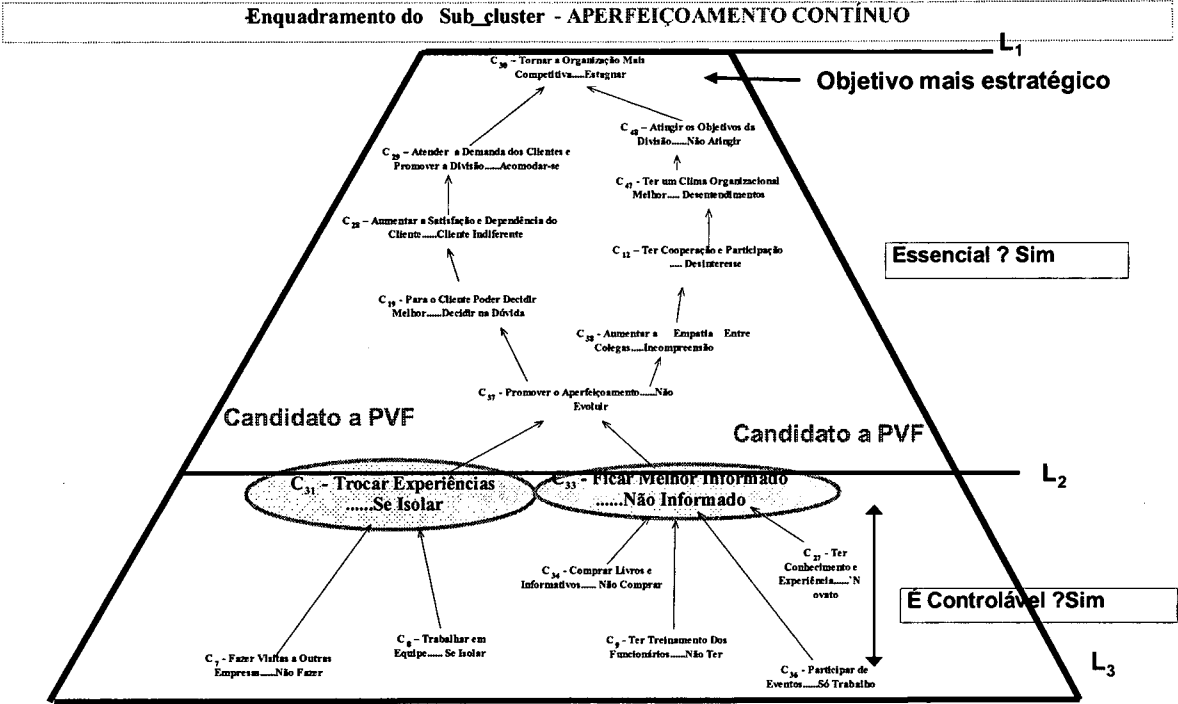 Enquadramento do Sub_cluster - APERFEIÇOAMENTO CONTÍNUO
L1
C30 - Tornar a Organização Mais
Competitiva.....Estagnar
Objetivo mais estratégico
C48 – Atingir os Objetivos da
Divisão......Não Atingir
C29 – Atender a Demanda dos Clientes e
Promover a Divisão......Acomodar-se
C47 - Ter um Clima Organizacional
Melhor..... Desentendimentos
C28 – Aumentar a Satisfação e Dependência do
Cliente......Cliente Indiferente
C12 – Ter Cooperação e Participação
..... Desinteresse
Essencial ? Sim
C19 - Para o Cliente Poder Decidir
Melhor......Decidir na Dúvida
C38 - Aumentar a Empatia Entre
Colegas.....Incompreensão
C37 - Promover o Aperfeiçoamento......Não
Evoluir
Candidato a PVF
Candidato a PVF
L2
C31 - Trocar Experiências
......Se Isolar
C33 - Ficar Melhor Informado
......Não Informado
C34 - Comprar Livros e
Informativos...... Não Comprar
C27 - Ter
Conhecimento e
Experiência......`N
ovato
É Controlável ?Sim
C7 - Fazer Visitas a Outras
Empresas......Não Fazer
C8 - Trabalhar em
Equipe...... Se Isolar
C9 - Ter Treinamento Dos
Funcionários......Não Ter
C36 - Participar de
Eventos......Só Trabalho
L3